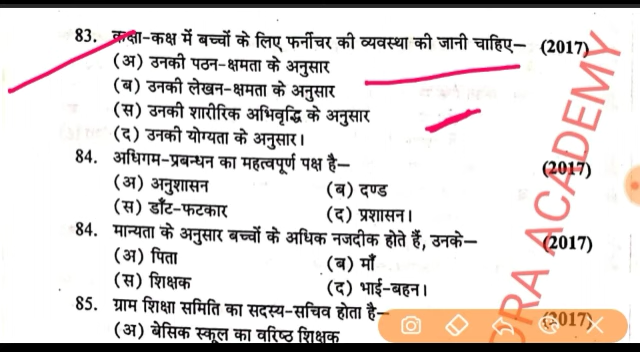 83. कक्षा-कक्ष में बच्चों के लिए फर्नीचर की व्यवस्था की जानी चाहिए– (2017)
(अ) उनकी पठन-क्षमता के अनुसार
(ब) उनकी लेखन-क्षमता के अनुसार
(स) उनकी शारीरिक अभिवृद्धि के अनुसार
(द) उनकी योग्यता के अनुसार।
84. अधिगम-प्रबन्धन का महत्वपूर्ण पक्ष है– (2017)
(अ) अनुशासन (ब) दण्ड
(स) डाँट-फटकार (द) प्रशासन।
84. मान्यता के अनुसार बच्चों के अधिक नजदीक होते हैं, उनके– (2017)
(अ) पिता (ब) माँ
(स) शिक्षक (द) भाई-बहन।
85. ग्राम शिक्षा समिति का सदस्य-सचिव होता है– (2017)
(अ) बेसिक स्कूल का वरिष्ठ शिक्षक
ACADEMY